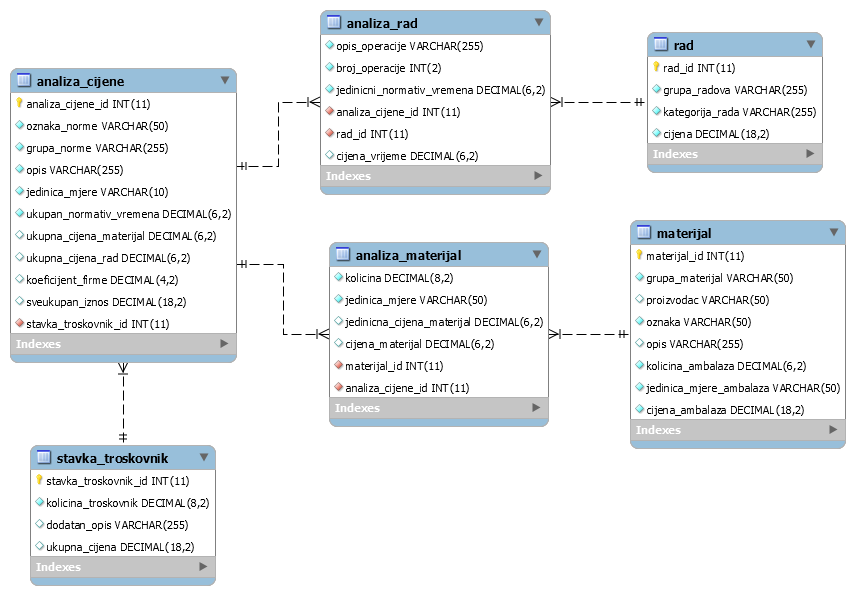 analiza_cijene
analiza_cijene_id INT(11)
oznaka_norme VARCHAR(50)
grupa_norme VARCHAR(255)
opis VARCHAR(255)
jedinica_mjere VARCHAR(10)
ukupan_normativ_vremena DECIMAL(6,2)
ukupna_cijena_materijal DECIMAL(6,2)
ukupna_cijena_rad DECIMAL(6,2)
koeficijent_firme DECIMAL(4,2)
sveukupan_iznos DECIMAL(18,2)
stavka_troskovnik_id INT(11)
Indexes
analiza_rad
opis_operacije VARCHAR(255)
broj_operacije INT(2)
jedinicni_normativ_vremena DECIMAL(6,2)
analiza_cijene_id INT(11)
rad_id INT(11)
cijena_vrijeme DECIMAL(6,2)
Indexes
rad
rad_id INT(11)
grupa_radova VARCHAR(255)
kategorija_rada VARCHAR(255)
cijena DECIMAL(18,2)
Indexes
analiza_materijal
kolicina DECIMAL(8,2)
jedinica_mjere VARCHAR(50)
jedinicna_cijena_materijal DECIMAL(6,2)
cijena_materijal DECIMAL(6,2)
materijal_id INT(11)
analiza_cijene_id INT(11)
Indexes
materijal
materijal_id INT(11)
grupa_materijal VARCHAR(50)
proizvodac VARCHAR(50)
oznaka VARCHAR(50)
opis VARCHAR(255)
kolicina_ambalaza DECIMAL(6,2)
jedinica_mjere_ambalaza VARCHAR(50)
cijena_ambalaza DECIMAL(18,2)
Indexes
stavka_troskovnik
stavka_troskovnik_id INT(11)
kolicina_troskovnik DECIMAL(8,2)
dodatan_opis VARCHAR(255)
ukupna_cijena DECIMAL(18,2)
Indexes